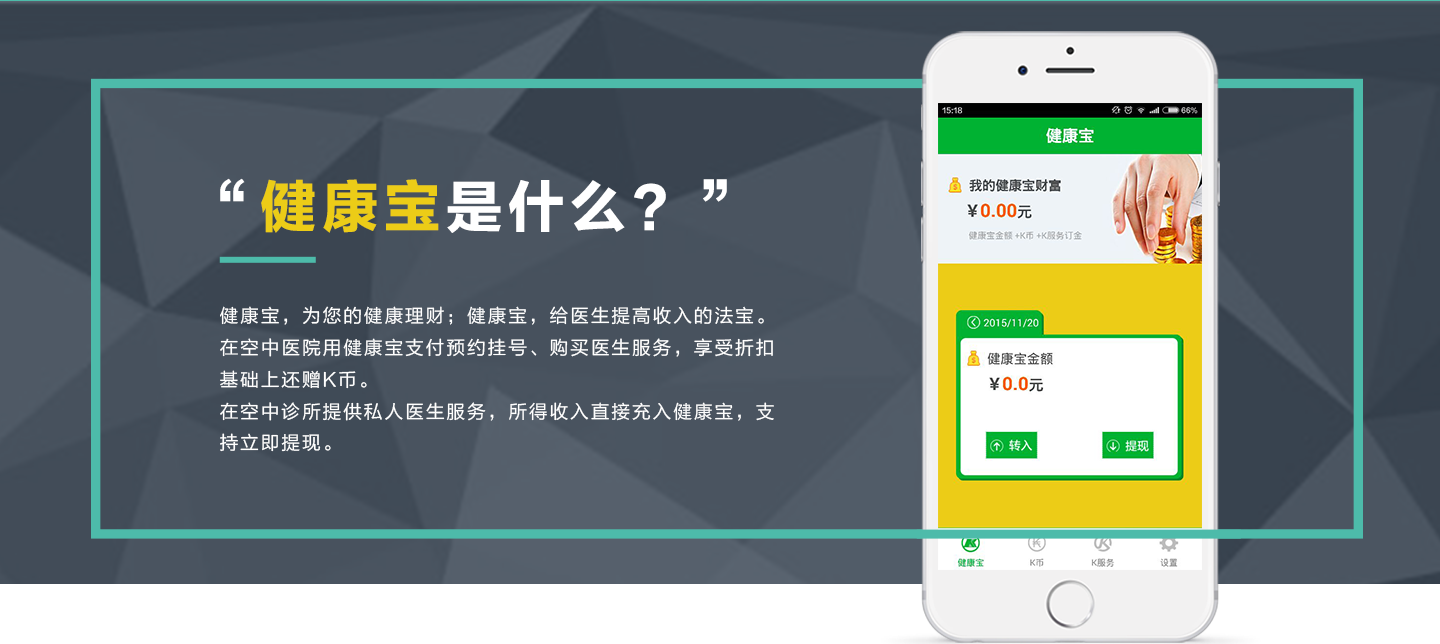 “健康宝是什么？”
健康宝，为您的健康理财；健康宝，给医生提高收入的法宝。
在空中医院用健康宝支付预约挂号、购买医生服务，享受折扣
基础上还赠K币。
在空中诊所提供私人医生服务，所得收入直接充入健康宝，支
持立即提现。
15:18 66%
健康宝
我的健康宝财富
￥0.00元
健康宝金额 +K币 +K服务订金
2015/11/20
健康宝金额
￥0.0元
转入 提现
健康宝 K币 K服务 设置